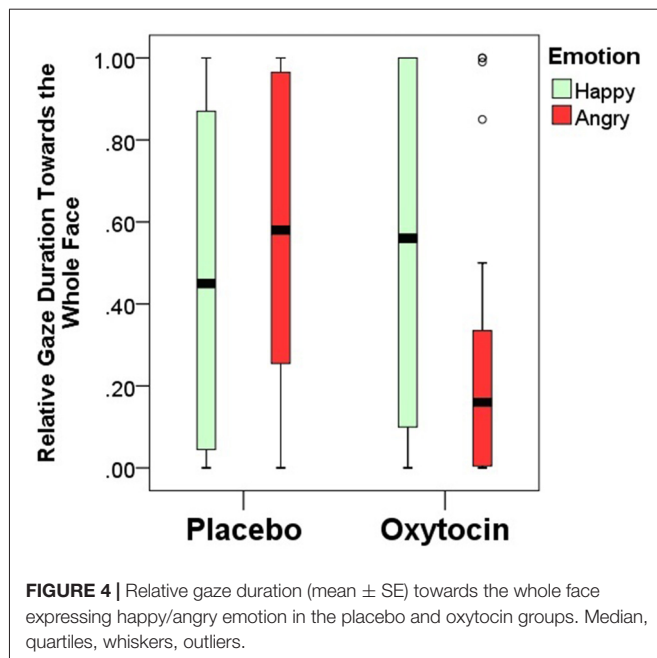 Relative Gaze Duration Towards the
Whole Face
1.00
.80
.60
.40
.20
.00
Placebo
Oxytocin
Emotion
Happy
Angry
FIGURE 4 | Relative gaze duration (mean ± SE) towards the whole face
expressing happy/angry emotion in the placebo and oxytocin groups. Median,
quartiles, whiskers, outliers.